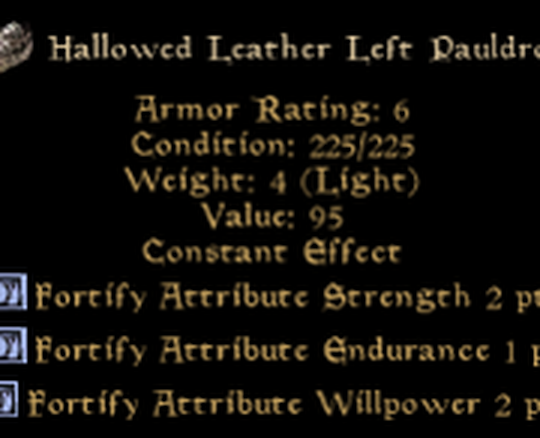 Hallowed Leather Left Pauldro
Armor Rating: 6
Condition: 225/225
Weight: 4 (Light)
Value: 95
Constant Effect
Fortify Attribute Strength 2 pt
Fortify Attribute Endurance 1 p
Fortify Attribute Willpower 2 p